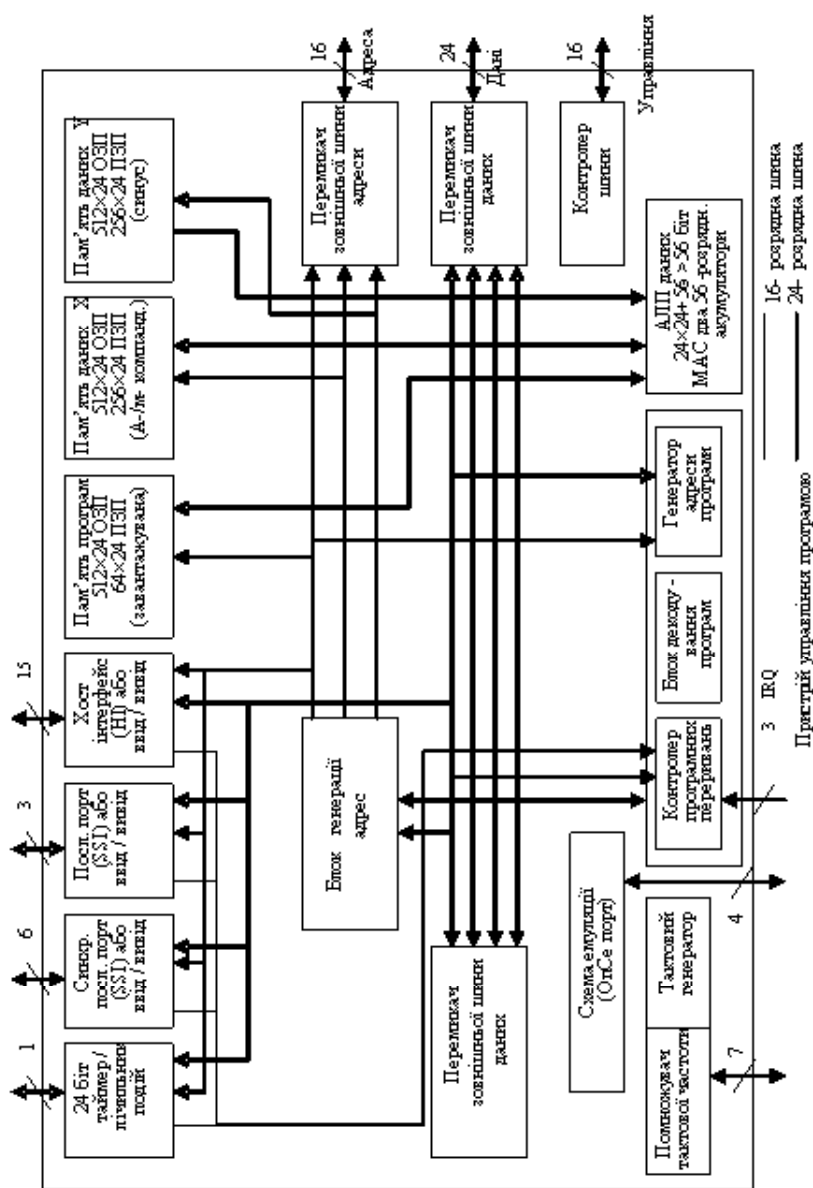 1
6
3
15
24 біт
таймер /
лічильник
подій
Синхр.
посл. порт
(SSI) або
ввід / вивід
Посл. порт
(SSI) або
ввід / вивід
Хост
інтерфейс
(HI) або
ввід / вивід
Пам'ять програм
512×24 ОЗП
64×24 ПЗП
(завантажувана)
Пам'ять даних X
512×24 ОЗП
256×24 ПЗП
(А-/м- компанд.)
Пам'ять даних Y
512×24 ОЗП
256×24 ПЗП
(синус)
Блок генерації
адрес
Перемикач
зовнішньої шини
адреси
16
Адреса
Перемикач
зовнішньої шини
даних
Перемикач
зовнішньої шини
даних
24
Дані
Контролер
шини
16
Управління
Схема емуляції
(OnCe порт)
Помножувач
тактової частоти
Тактовий
генератор
Контролер
програмних
переривань
Блок декоду -
вання
програм
Генератор
адреси
програми
АЛП даних
24×24+ 56 > 56 біт
MAC два 56 -розрядн.
акумулятори
7
4
3 IRQ
Пристрій управління програмою
16- розрядна шина
24- розрядна шина